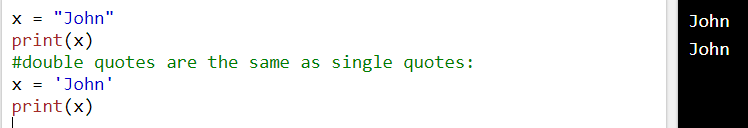 x = "John"
print(x)
#double quotes are the same as single quotes:
x = 'John'
print(x)
John
John